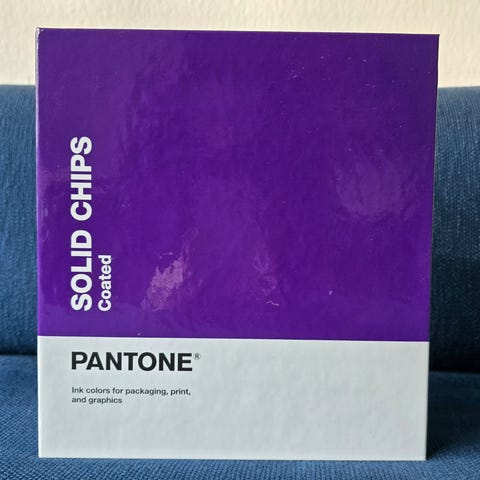 SOLID CHIPS
Coated
PANTONE®
Ink colors for packaging, print,
and graphics